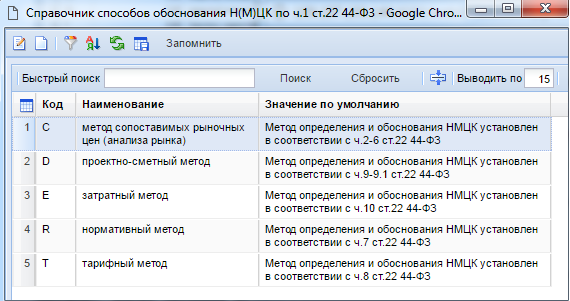 Справочник способов обоснования Н(М)ЦК по ч.1 ст.22 44-ФЗ - Google Chro...
Запомнить
Быстрый поиск Поиск Сбросить Выводить по 15
Код Наименование Значение по умолчанию
1 C метод сопоставимых рыночных Метод определения и обоснования НМЦК установлен
цен (анализа рынка) в соответствии с ч.2-6 ст.22 44-ФЗ
2 D проектно-сметный метод Метод определения и обоснования НМЦК установлен
в соответствии с ч.9-9.1 ст.22 44-ФЗ
3 E затратный метод Метод определения и обоснования НМЦК установлен
в соответствии с ч.10 ст.22 44-ФЗ
4 R нормативный метод Метод определения и обоснования НМЦК установлен
в соответствии с ч.7 ст.22 44-ФЗ
5 T тарифный метод Метод определения и обоснования НМЦК установлен
в соответствии с ч.8 ст.22 44-ФЗ